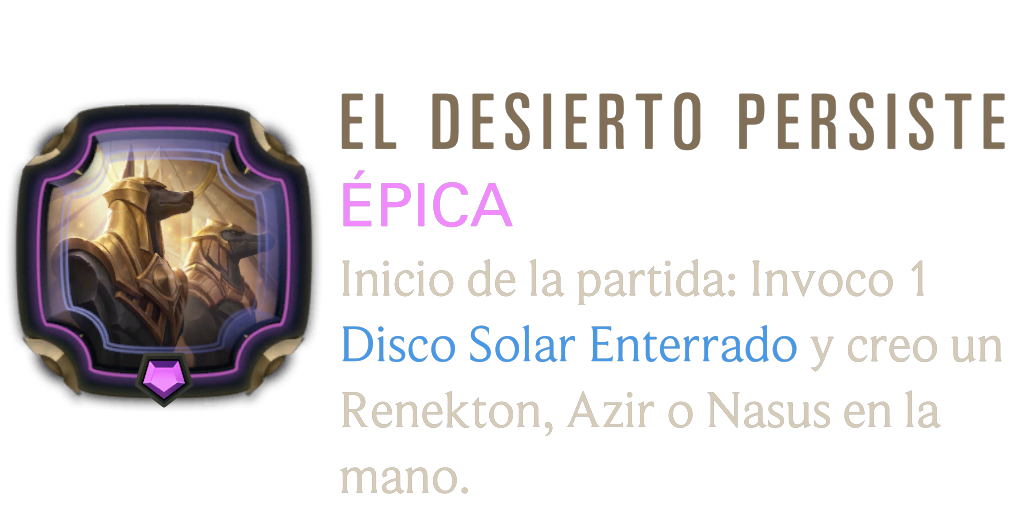 EL DESIERTO PERSISTE
ÉPICA
Inicio de la partida: Invoco 1
Disco Solar Enterrado y creo un
Renekton, Azir o Nasus en la
mano.